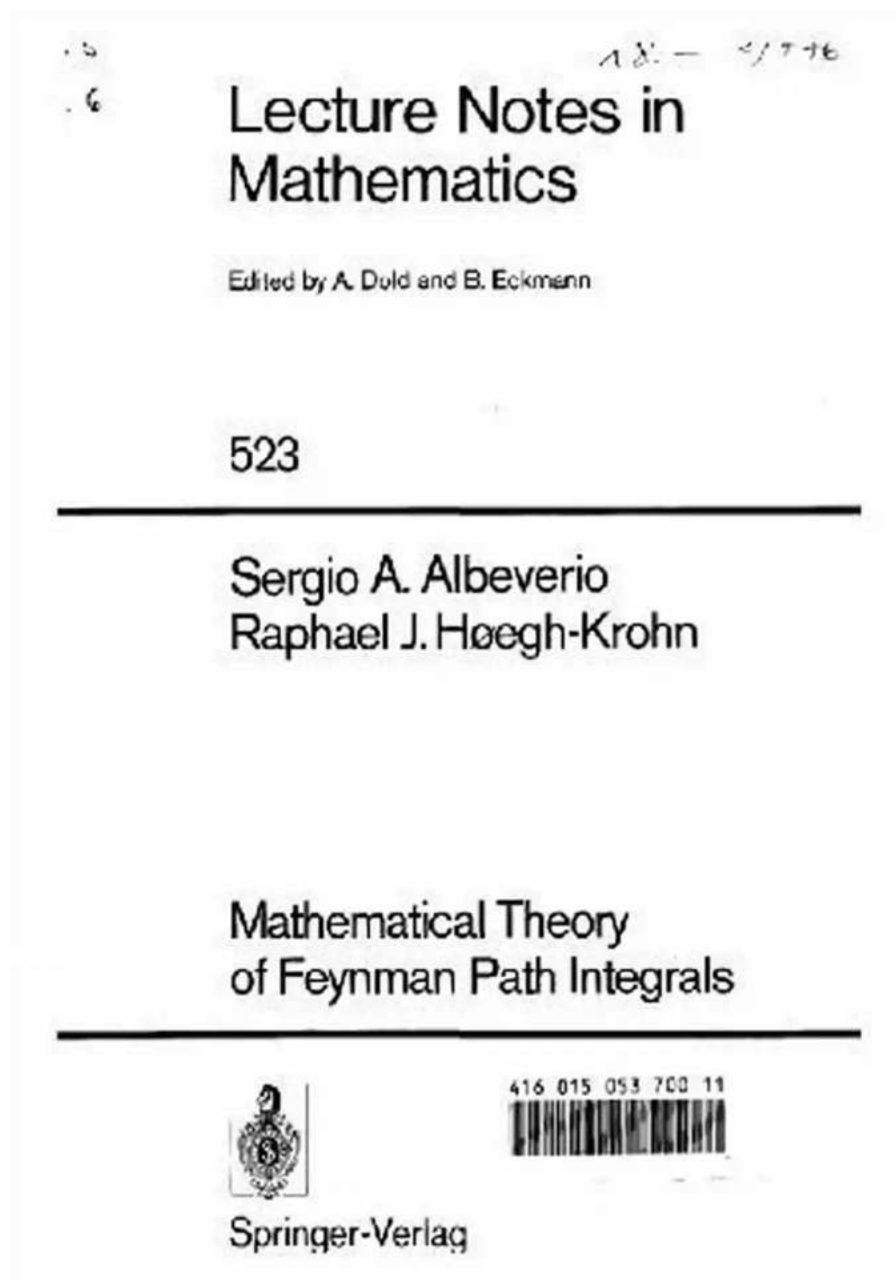 6
Lecture Notes in
Mathematics
Edited by A. Dold and B. Eckmann
523
Sergio A. Albeverio
Raphael J. Høegh-Krohn
Mathematical Theory
of Feynman Path Integrals
416 015 053 700 11
Springer-Verlag